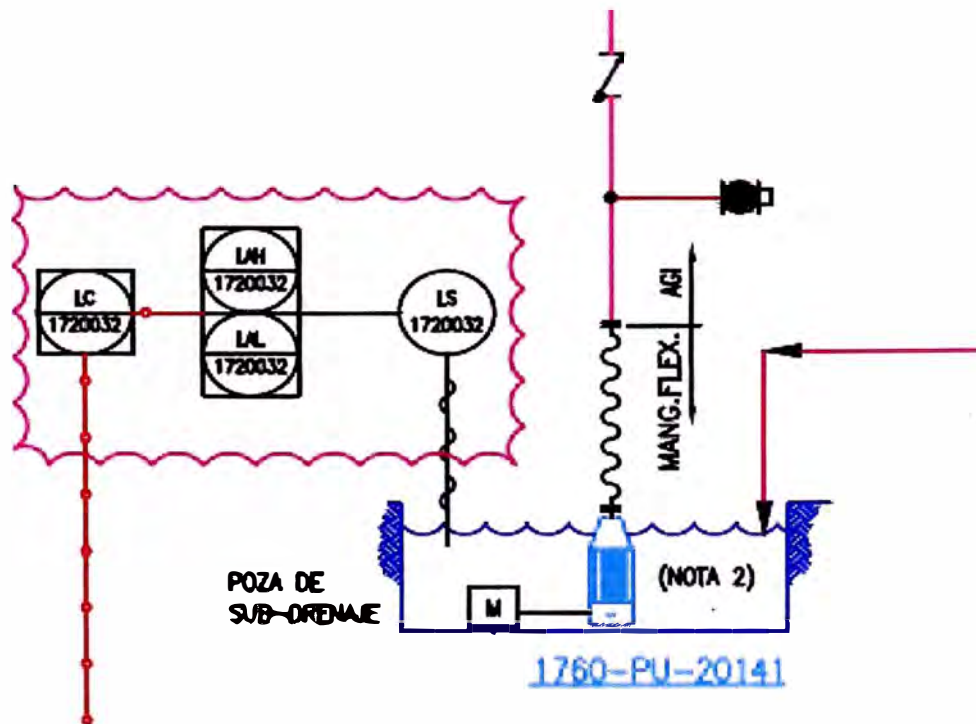 LAH
1720032
LC
1720032
LAL
1720032
LS
1720032
MANG.FLEX.
AGI
POZA DE
SUB-DRENAJE
M
(NOTA 2)
1760-PU-20141